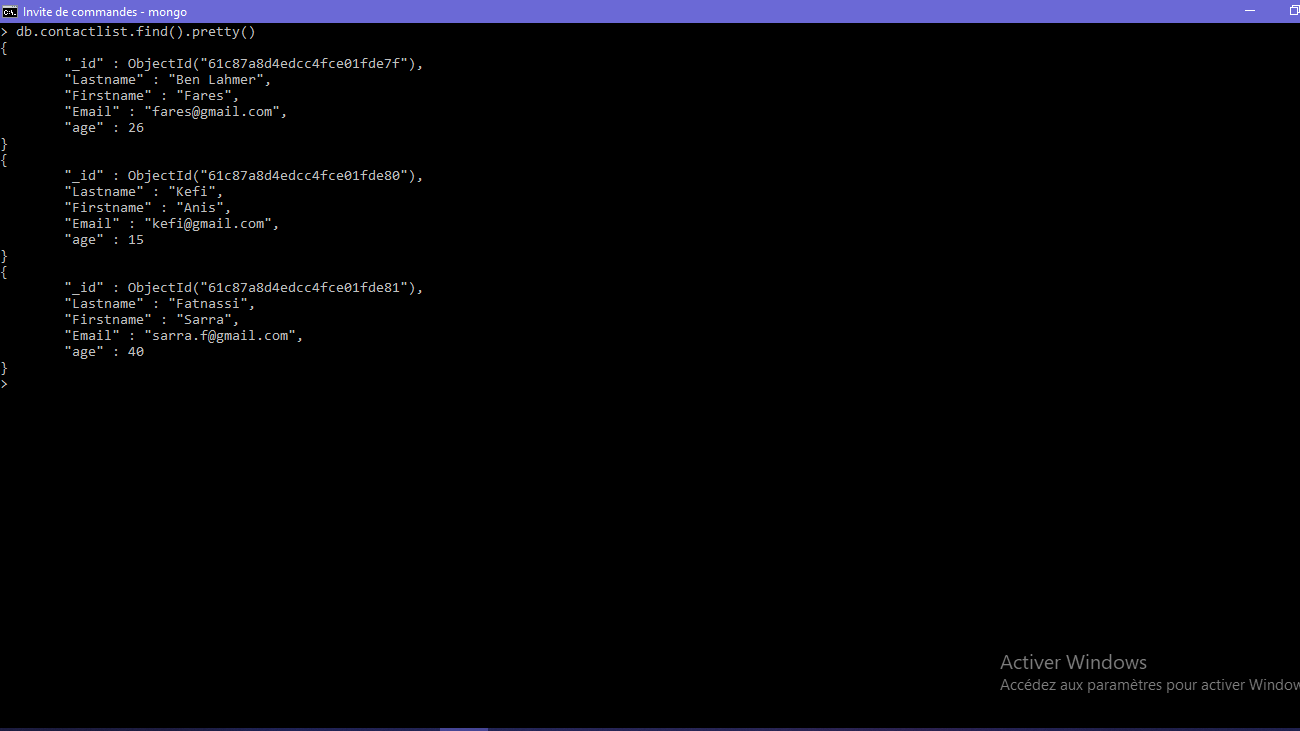 Invite de commandes - mongo
> db.contactlist.find().pretty()
{
"_id" : ObjectId("61c87a8d4edcc4fce01fde7f"),
"Lastname" : "Ben Lahmer",
"Firstname" : "Fares",
"Email" : "fares@gmail.com",
"age" : 26
}
{
"_id" : ObjectId("61c87a8d4edcc4fce01fde80"),
"Lastname" : "Kefi",
"Firstname" : "Anis",
"Email" : "kefi@gmail.com",
"age" : 15
}
{
"_id" : ObjectId("61c87a8d4edcc4fce01fde81"),
"Lastname" : "Fatnassi",
"Firstname" : "Sarra",
"Email" : "sarra.f@gmail.com",
"age" : 40
}
>
Activer Windows
Accédez aux paramètres pour activer Window